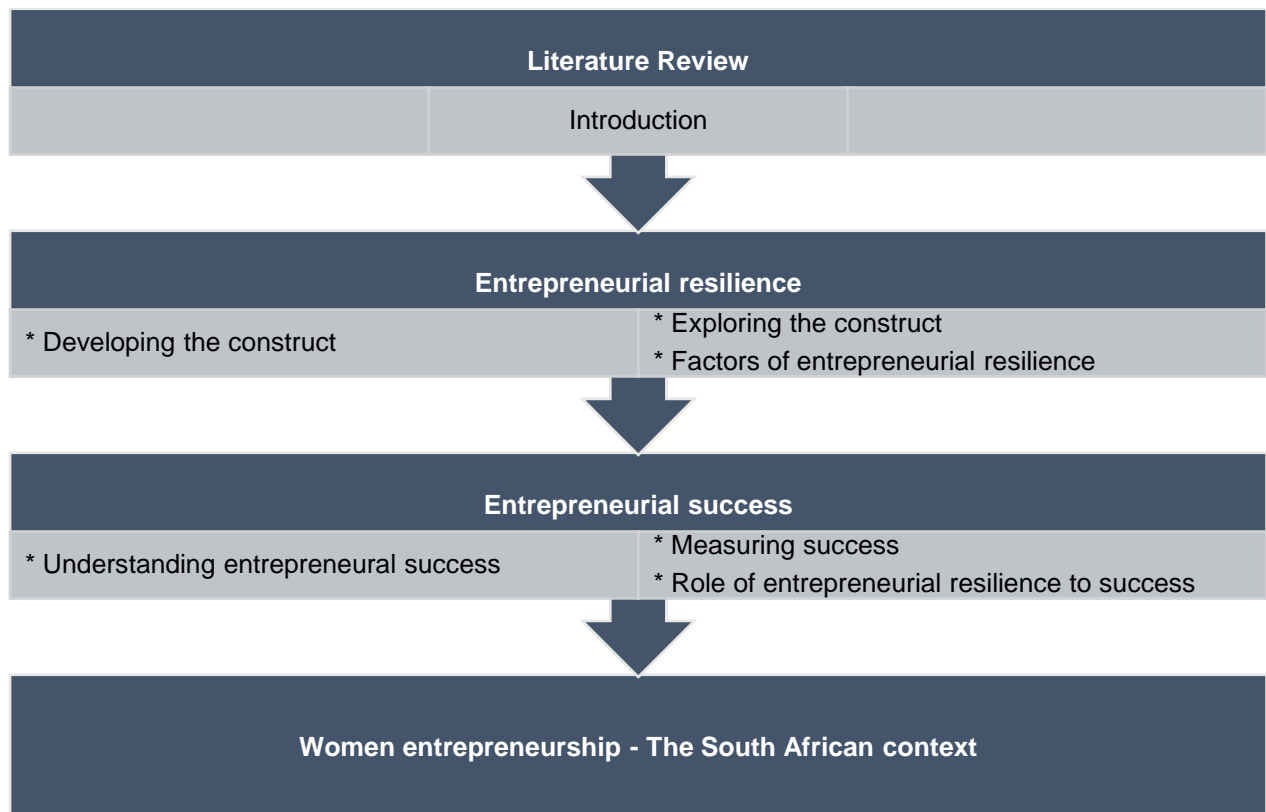 Literature Review
Introduction
Entrepreneurial resilience
* Developing the construct
* Exploring the construct
* Factors of entrepreneurial resilience
Entrepreneurial success
* Understanding entrepreneural success
* Measuring success
* Role of entrepreneurial resilience to success
Women entrepreneurship - The South African context